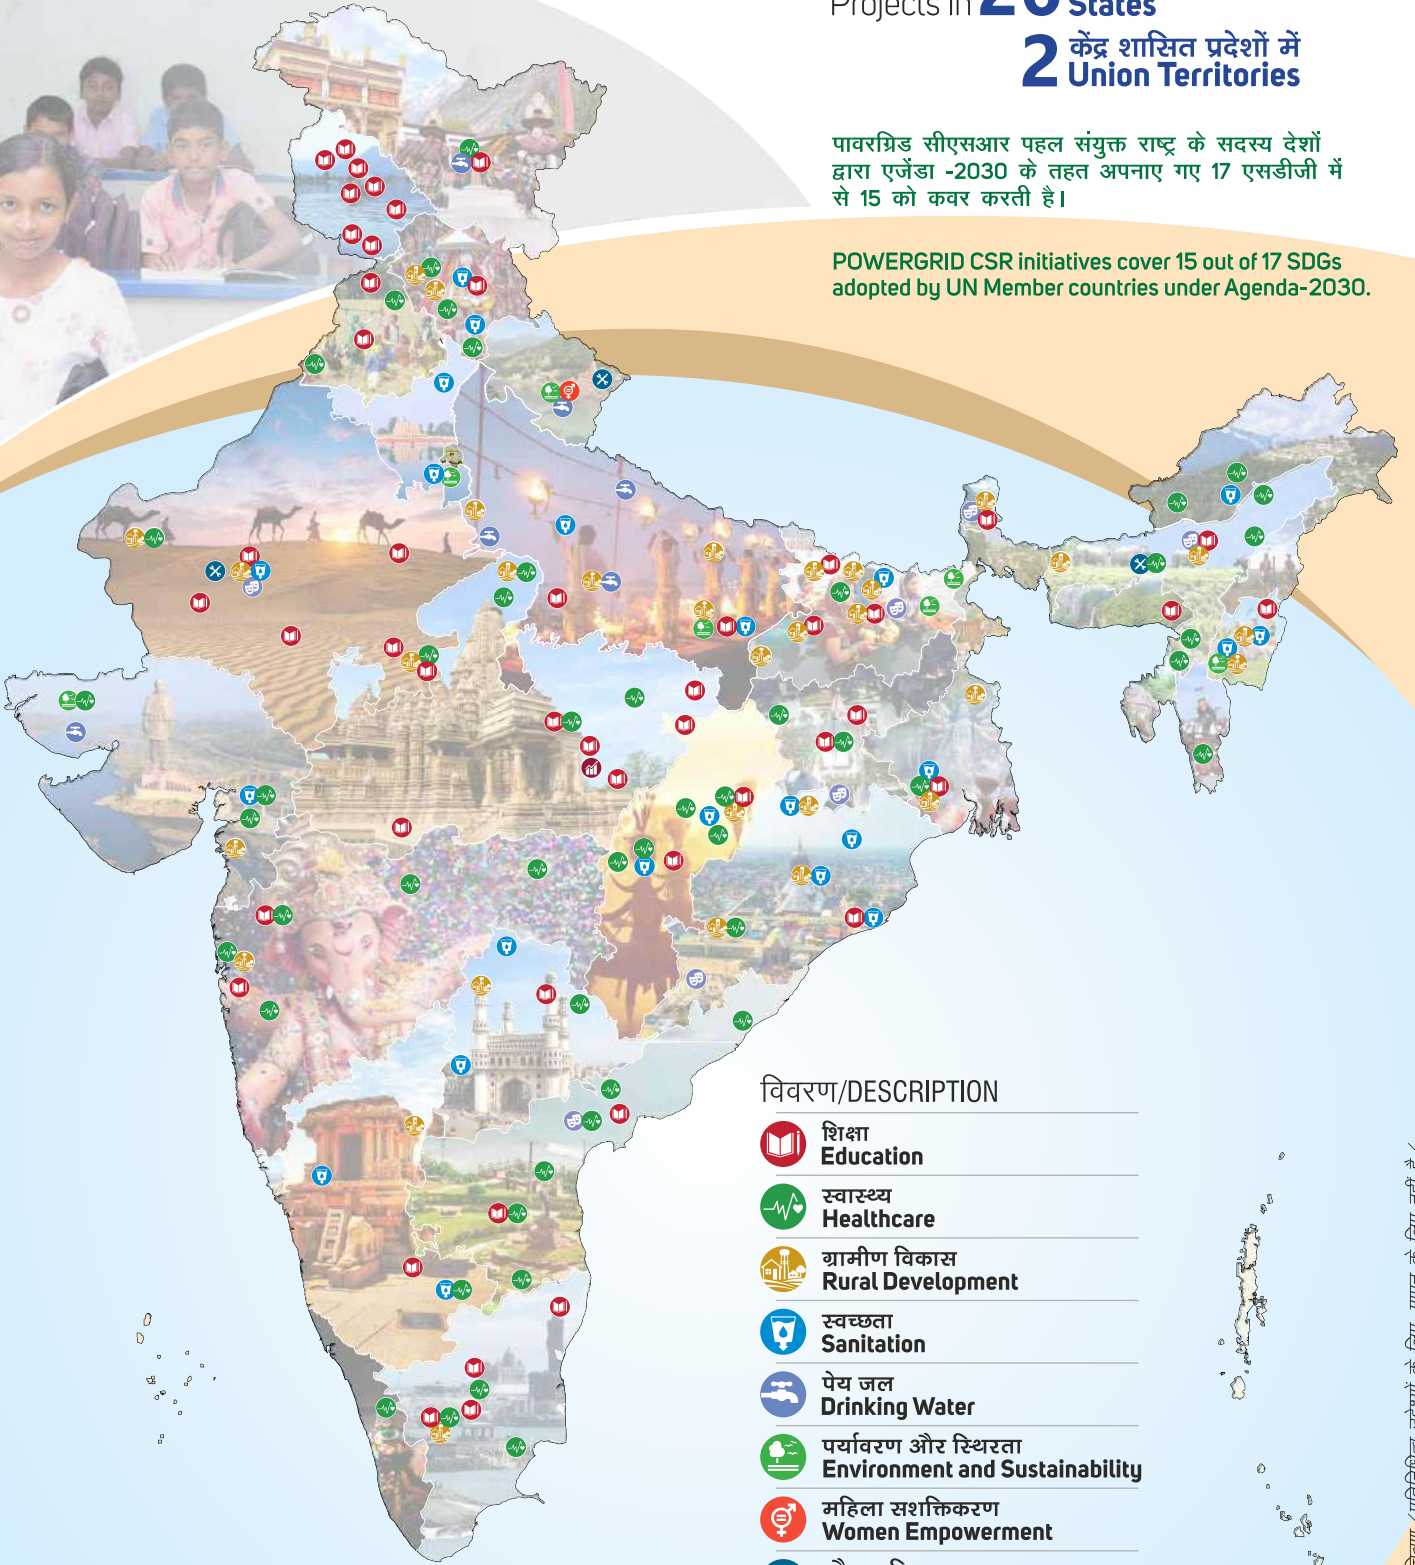 Projects in 26 States
2 केंद्र शासित प्रदेशों में
Union Territories
पावरग्रिड सीएसआर पहल संयुक्त राष्ट्र के सदस्य देशों
द्वारा एजेंडा -2030 के तहत अपनाए गए 17 एसडीजी में
से 15 को कवर करती है।
POWERGRID CSR initiatives cover 15 out of 17 SDGs
adopted by UN Member countries under Agenda-2030.
विवरण/DESCRIPTION
शिक्षा
Education
स्वास्थ्य
Healthcare
ग्रामीण विकास
Rural Development
स्वच्छता
Sanitation
पेय जल
Drinking Water
पर्यावरण और स्थिरता
Environment and Sustainability
महिला सशक्तिकरण
Women Empowerment